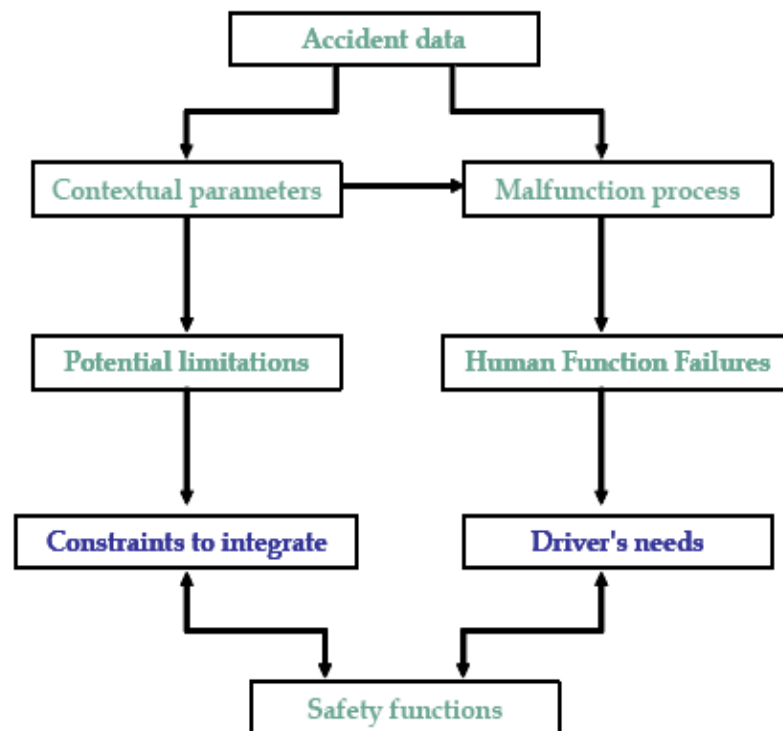 Accident data
Contextual parameters
Malfunction process
Potential limitations
Human Function Failures
Constraints to integrate
Driver's needs
Safety functions